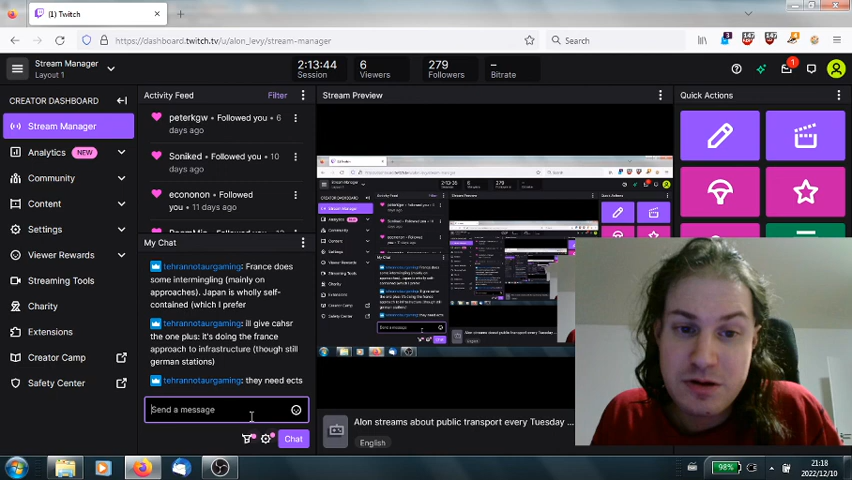 (1) Twitch
https://dashboard.twitch.tv/u/alon_levy/stream-manager
Search
147
147
Stream Manager
Layout 1
2:13:44
Session
6
Viewers
279
Followers
–
Bitrate
1
CREATOR DASHBOARD
Stream Manager
Analytics NEW
Community
Content
Settings
Viewer Rewards
Streaming Tools
Charity
Extensions
Creator Camp
Safety Center
Activity Feed
Filter
peterkgw • Followed you • 6
days ago
Soniked • Followed you • 10
days ago
econonon • Followed
you • 11 days ago
My Chat
tehrannotaurgaming: France does
some intermingling (mainly on
approaches). Japan is wholly self-
contained (which I prefer
tehrannotaurgaming: ill give cahsr
the one plus: it's doing the france
approach to infrastructure (though still
german stations)
tehrannotaurgaming: they need ects
Send a message
Chat
Stream Preview
Alon streams about public transport every Tuesday ...
English
Quick Actions
98%
21:18
2022/12/10